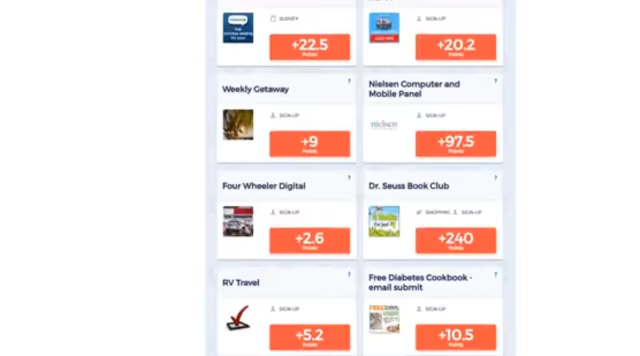 SURVEY
+22.5
Points
SIGN-UP
+20.2
Points
Weekly Getaway
?
SIGN-UP
+9
Points
Nielsen Computer and
Mobile Panel
?
nielsen
SIGN-UP
+97.5
Points
Four Wheeler Digital
?
SIGN-UP
+2.6
Points
Dr. Seuss Book Club
?
SHOPPING SIGN-UP
+240
Points
RV Travel
?
SIGN-UP
+5.2
Points
Free Diabetes Cookbook -
email submit
?
FREE
SIGN-UP
+10.5
Points